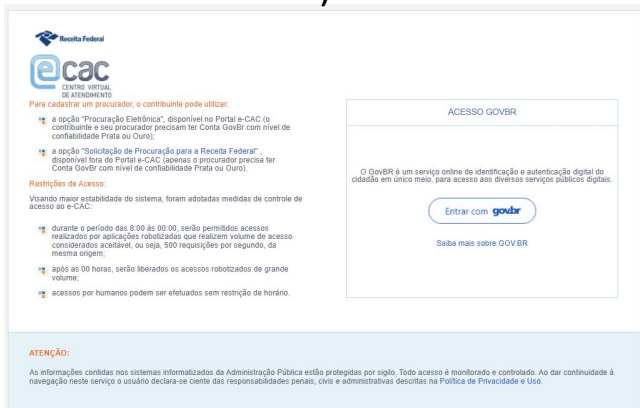 Receita Federal
e cac
CENTRO VIRTUAL
DE ATENDIMENTO
Para cadastrar um procurador, o contribuinte pode utilizar:
a opção "Procuração Eletrônica", disponível no Portal e-CAC (o
contribuinte e seu procurador precisam ter Conta GovBr com nível de
confiabilidade Prata ou Ouro);
a opção "Solicitação de Procuração para a Receita Federal" ,
disponível fora do Portal e-CAC (apenas o procurador precisa ter
Conta GovBr com nível de confiabilidade Prata ou Ouro).
Restrições de Acesso:
Visando maior estabilidade do sistema, foram adotadas medidas de controle de
acesso ao e-CAC:
durante o período das 8:00 ás 00:00, serão permitidos acessos
realizados por aplicações robotizadas que realizem volume de acesso
considerados aceitável, ou seja, 500 requisições por segundo, da
mesma origem;
após as 00 horas, serão liberados os acessos robotizados de grande
volume;
acessos por humanos podem ser efetuados sem restrição de horário.
ACESSO GOVBR
O GovBR é um serviço online de identificação e autenticação digital do
cidadão em único meio, para acesso aos diversos serviços públicos digitais.
Entrar com gov.br
Saiba mais sobre GOV.BR
ATENÇÃO:
As informações contidas nos sistemas informatizados da Administração Pública estão protegidas por sigilo. Todo acesso é monitorado e controlado. Ao dar continuidade à
navegação neste serviço o usuário declara-se ciente das responsabilidades penais, civis e administrativas descritas na Política de Privacidade e Uso.